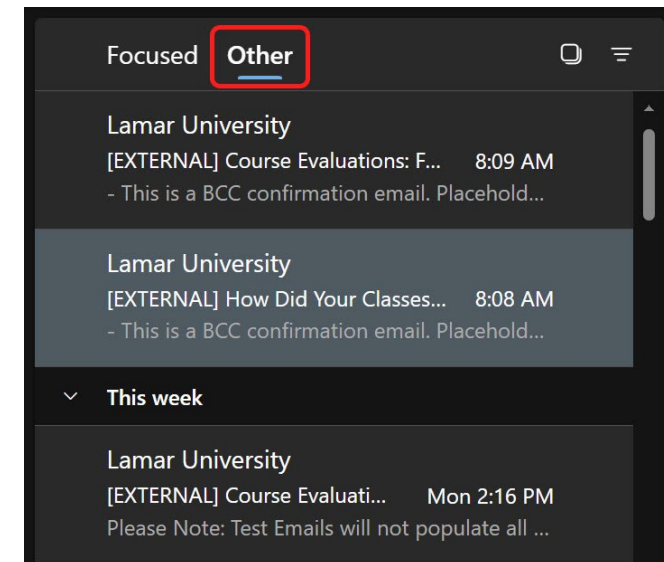 Focused Other
Lamar University
[EXTERNAL] Course Evaluations: F... 8:09 AM
- This is a BCC confirmation email. Placehold...
Lamar University
[EXTERNAL] How Did Your Classes... 8:08 AM
- This is a BCC confirmation email. Placehold...
This week
Lamar University
[EXTERNAL] Course Evaluati... Mon 2:16 PM
Please Note: Test Emails will not populate all ...